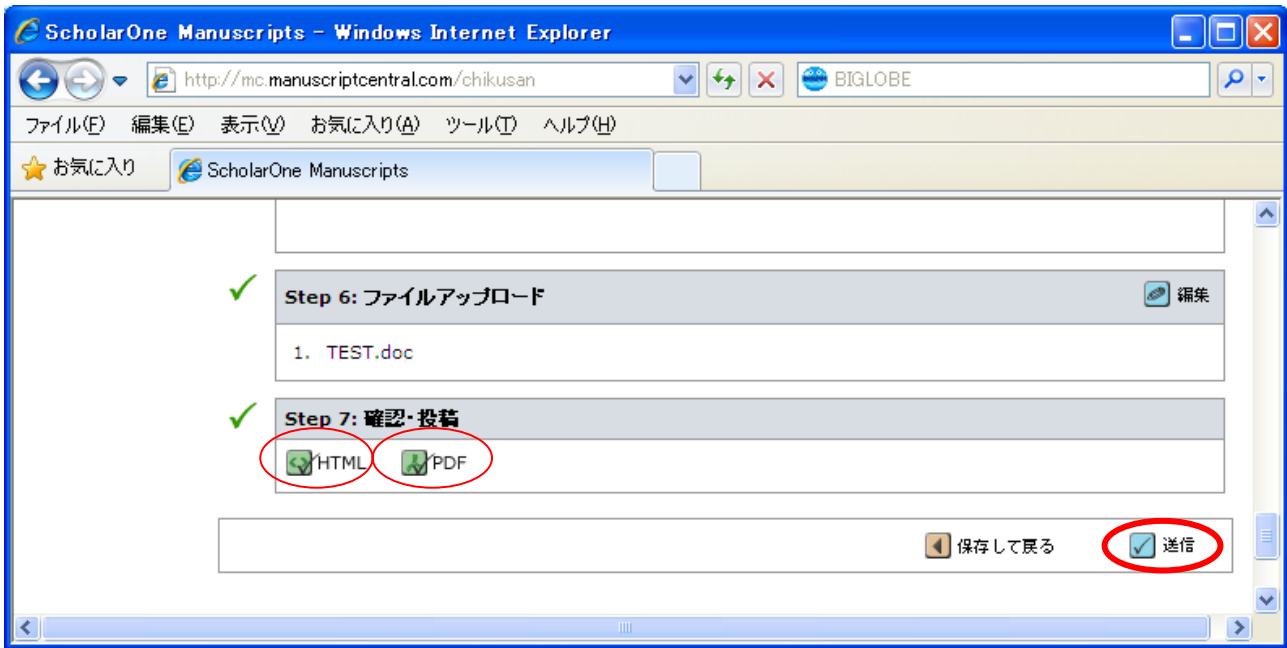 ScholarOne Manuscripts - Windows Internet Explorer
http://mc.manuscriptcentral.com/chikusan BIGLOBE
ファイル(F) 編集(E) 表示(V) お気に入り(A) ツール(T) ヘルプ(H)
お気に入り ScholarOne Manuscripts
Step 6: ファイルアップロード 編集
1. TEST.doc
Step 7: 確認・投稿
HTML PDF
保存して戻る 送信